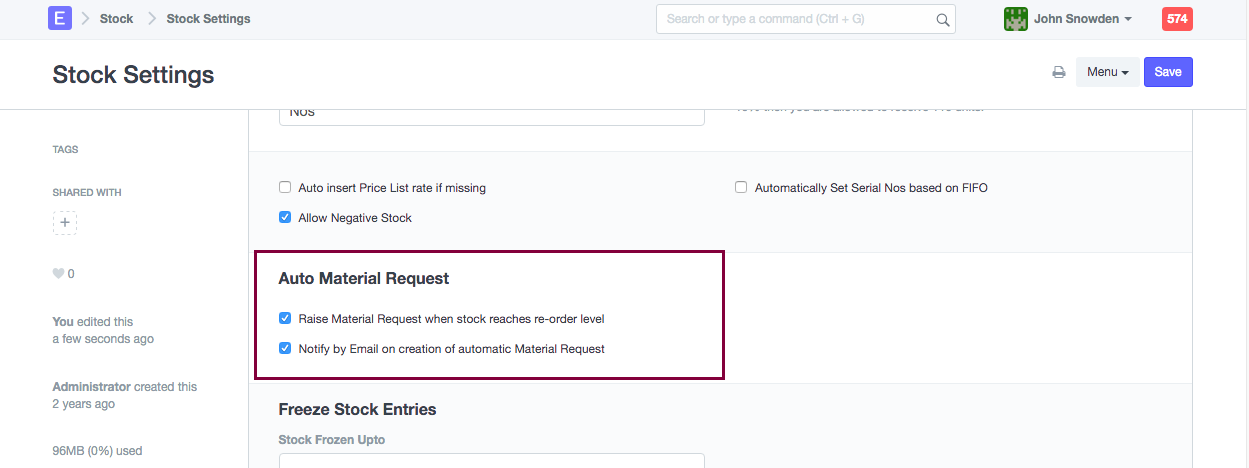 E
Stock
Stock Settings
Search or type a command (Ctrl + G)
John Snowden
574
Stock Settings
Menu
Save
Nos
TAGS
SHARED WITH
+
0
You edited this
a few seconds ago
Administrator created this
2 years ago
96MB (0%) used
Auto insert Price List rate if missing
Automatically Set Serial Nos based on FIFO
Allow Negative Stock
Auto Material Request
Raise Material Request when stock reaches re-order level
Notify by Email on creation of automatic Material Request
Freeze Stock Entries
Stock Frozen Upto